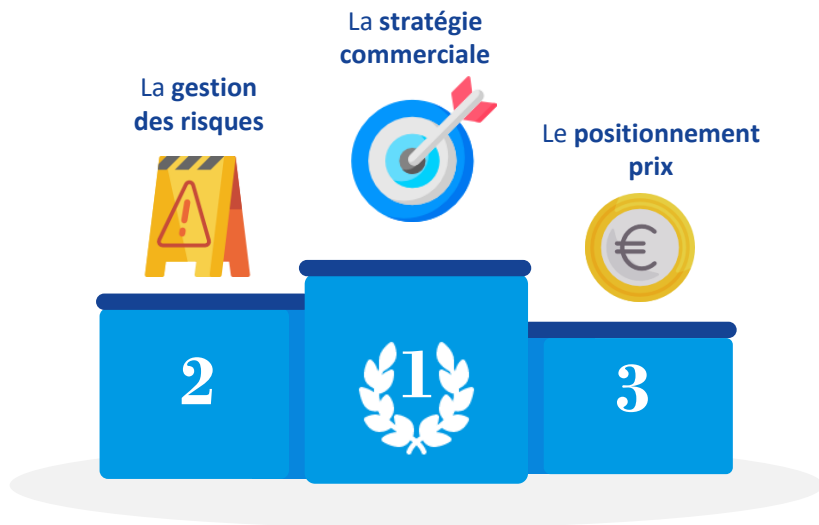 La stratégie
commerciale
La gestion
des risques
Le positionnement
prix
€
2
1
3